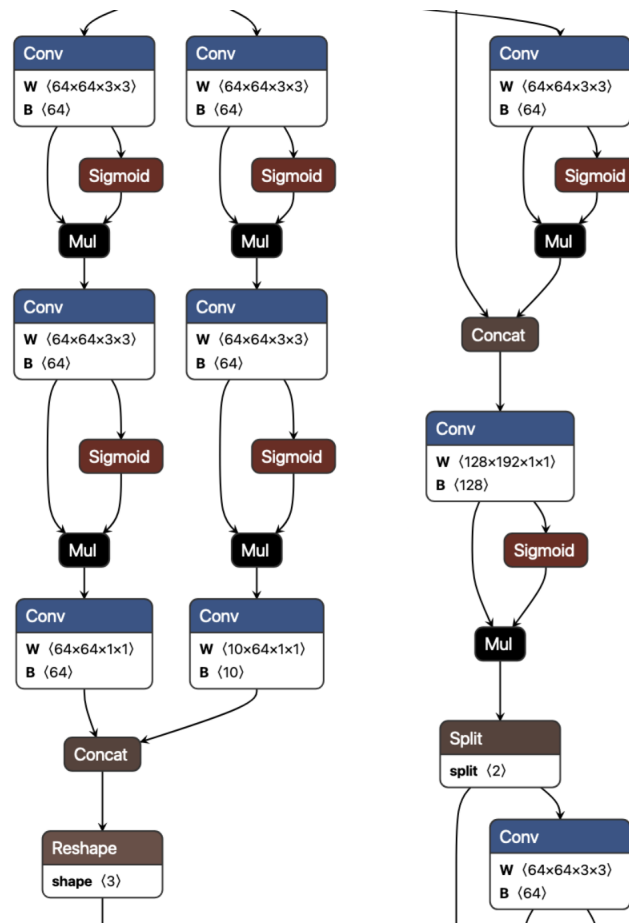 Conv
W ⟨64×64×3×3⟩
B ⟨64⟩
Sigmoid
Mul
Conv
W ⟨64×64×3×3⟩
B ⟨64⟩
Sigmoid
Mul
Conv
W ⟨64×64×1×1⟩
B ⟨64⟩
Conv
W ⟨64×64×3×3⟩
B ⟨64⟩
Sigmoid
Mul
Conv
W ⟨64×64×3×3⟩
B ⟨64⟩
Sigmoid
Mul
Conv
W ⟨10×64×1×1⟩
B ⟨10⟩
Concat
Reshape
shape ⟨3⟩
Conv
W ⟨64×64×3×3⟩
B ⟨64⟩
Sigmoid
Mul
Concat
Conv
W ⟨128×192×1×1⟩
B ⟨128⟩
Sigmoid
Mul
Split
split ⟨2⟩
Conv
W ⟨64×64×3×3⟩
B ⟨64⟩